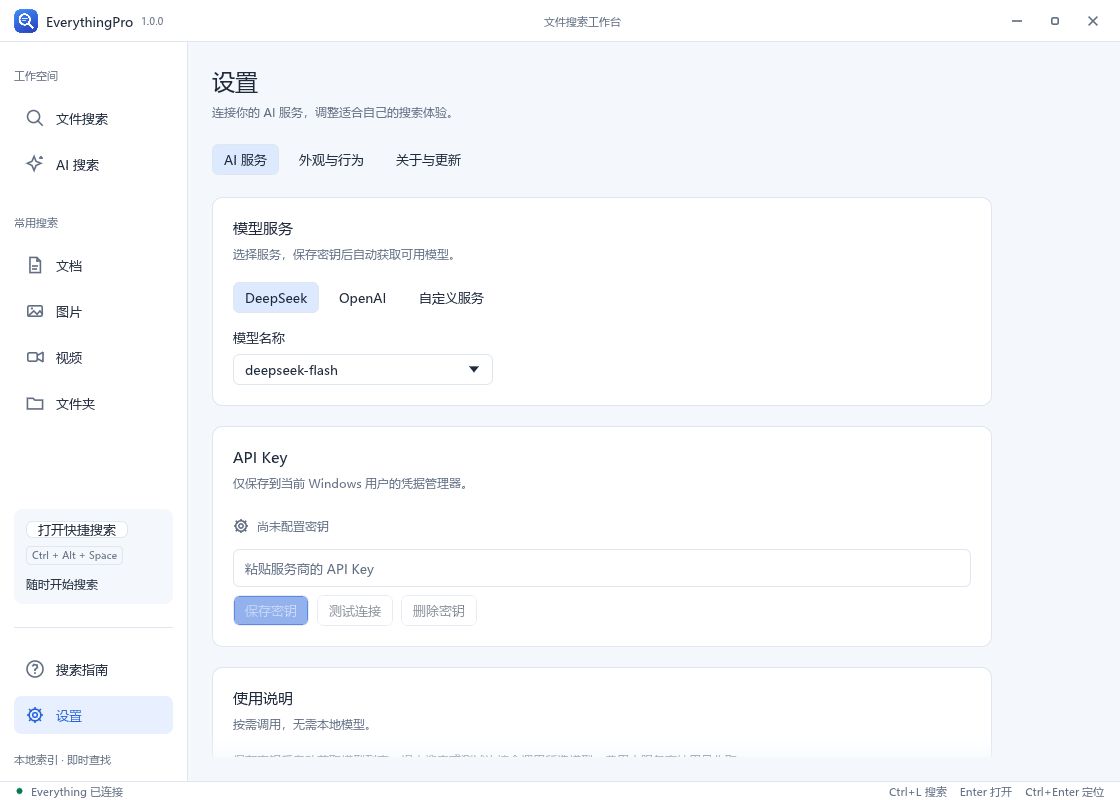 EverythingPro 1.0.0
文件搜索工作台
工作空间
文件搜索
AI 搜索
常用搜索
文档
图片
视频
文件夹
打开快捷搜索
Ctrl + Alt + Space
随时开始搜索
搜索指南
设置
本地索引 · 即时查找
设置
连接你的 AI 服务，调整适合自己的搜索体验。
AI 服务 外观与行为 关于与更新
模型服务
选择服务，保存密钥后自动获取可用模型。
DeepSeek OpenAI 自定义服务
模型名称
deepseek-flash
API Key
仅保存到当前 Windows 用户的凭据管理器。
尚未配置密钥
粘贴服务商的 API Key
保存密钥 测试连接 删除密钥
使用说明
按需调用，无需本地模型。
Everything 已连接
Ctrl+L 搜索 Enter 打开 Ctrl+Enter 定位